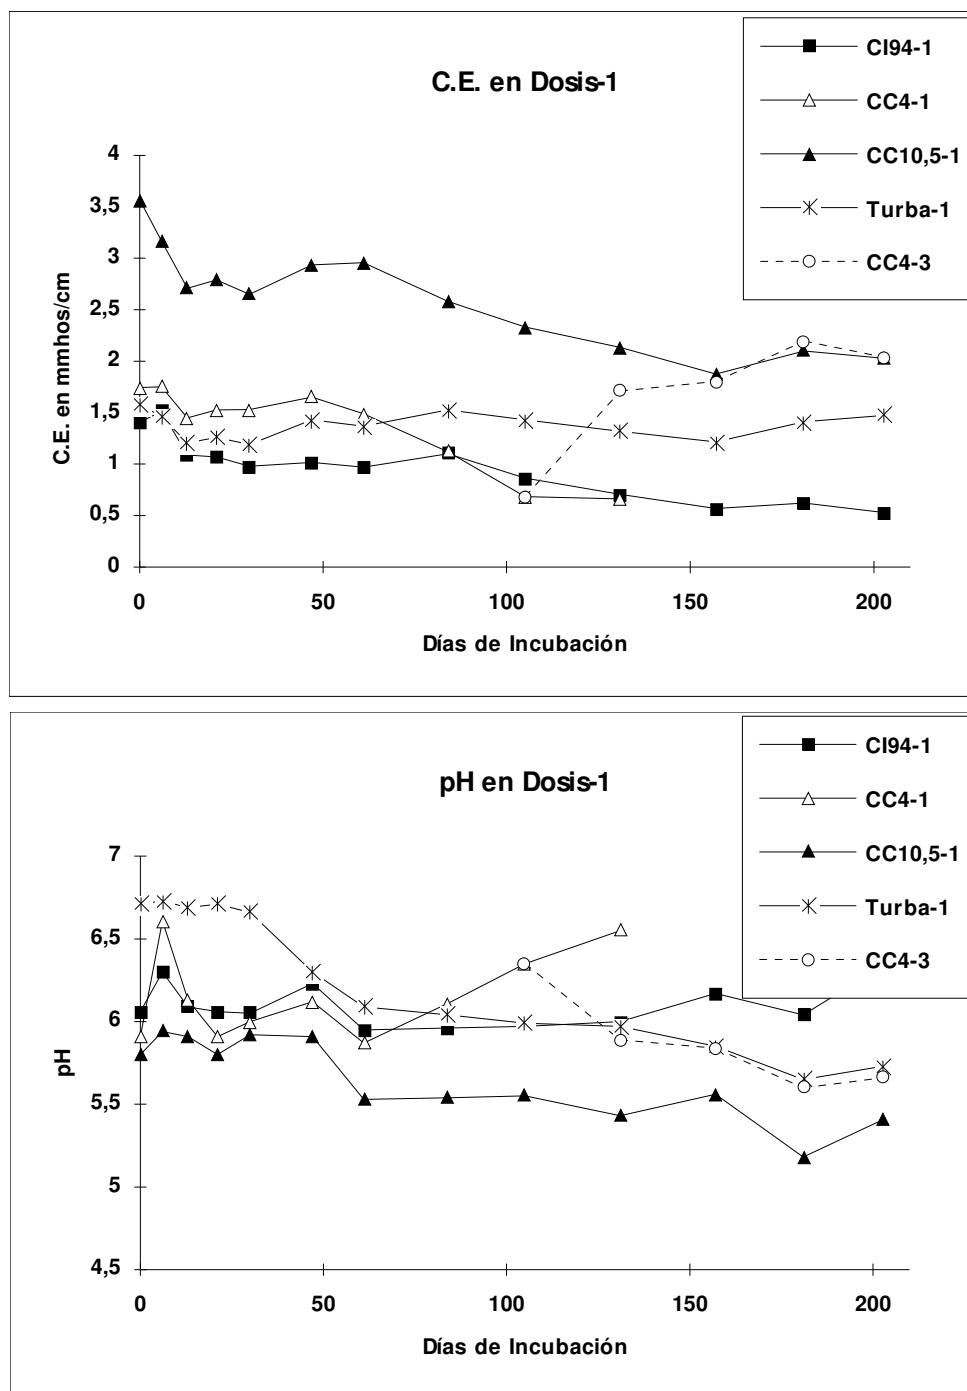 C.E. en Dosis-1
CI94-1
CC4-1
CC10,5-1
Turba-1
CC4-3
4
3,5
3
2,5
2
1,5
1
0,5
0
C.E. en mmhos/cm
0 50 100 150 200
Días de Incubación
pH en Dosis-1
CI94-1
CC4-1
CC10,5-1
Turba-1
CC4-3
7
6,5
6
5,5
5
4,5
pH
0 50 100 150 200
Días de Incubación